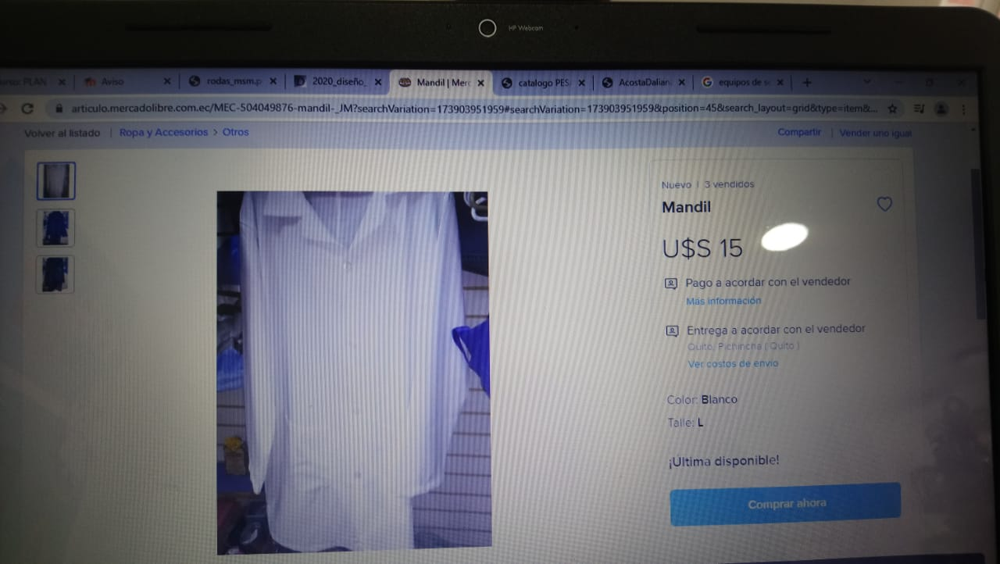 HP Webcam
PLAN
Aviso
rodas_msm.p
2020_diseño_
Mandil | Merc
catalogo PES
AcostaDalian
equipos de se
articulo.mercadolibre.com.ec/MEC-504049876-mandil-_JM?searchVariation=173903951959#searchVariation=173903951959&position=45&search_layout=grid&type=item&...
Volver al listado | Ropa y Accesorios > Otros
Compartir | Vender uno igual
Nuevo | 3 vendidos
Mandil
U$S 15
Pago a acordar con el vendedor
Más información
Entrega a acordar con el vendedor
Quito, Pichincha ( Quito )
Ver costos de envío
Color: Blanco
Talle: L
¡Última disponible!
Comprar ahora